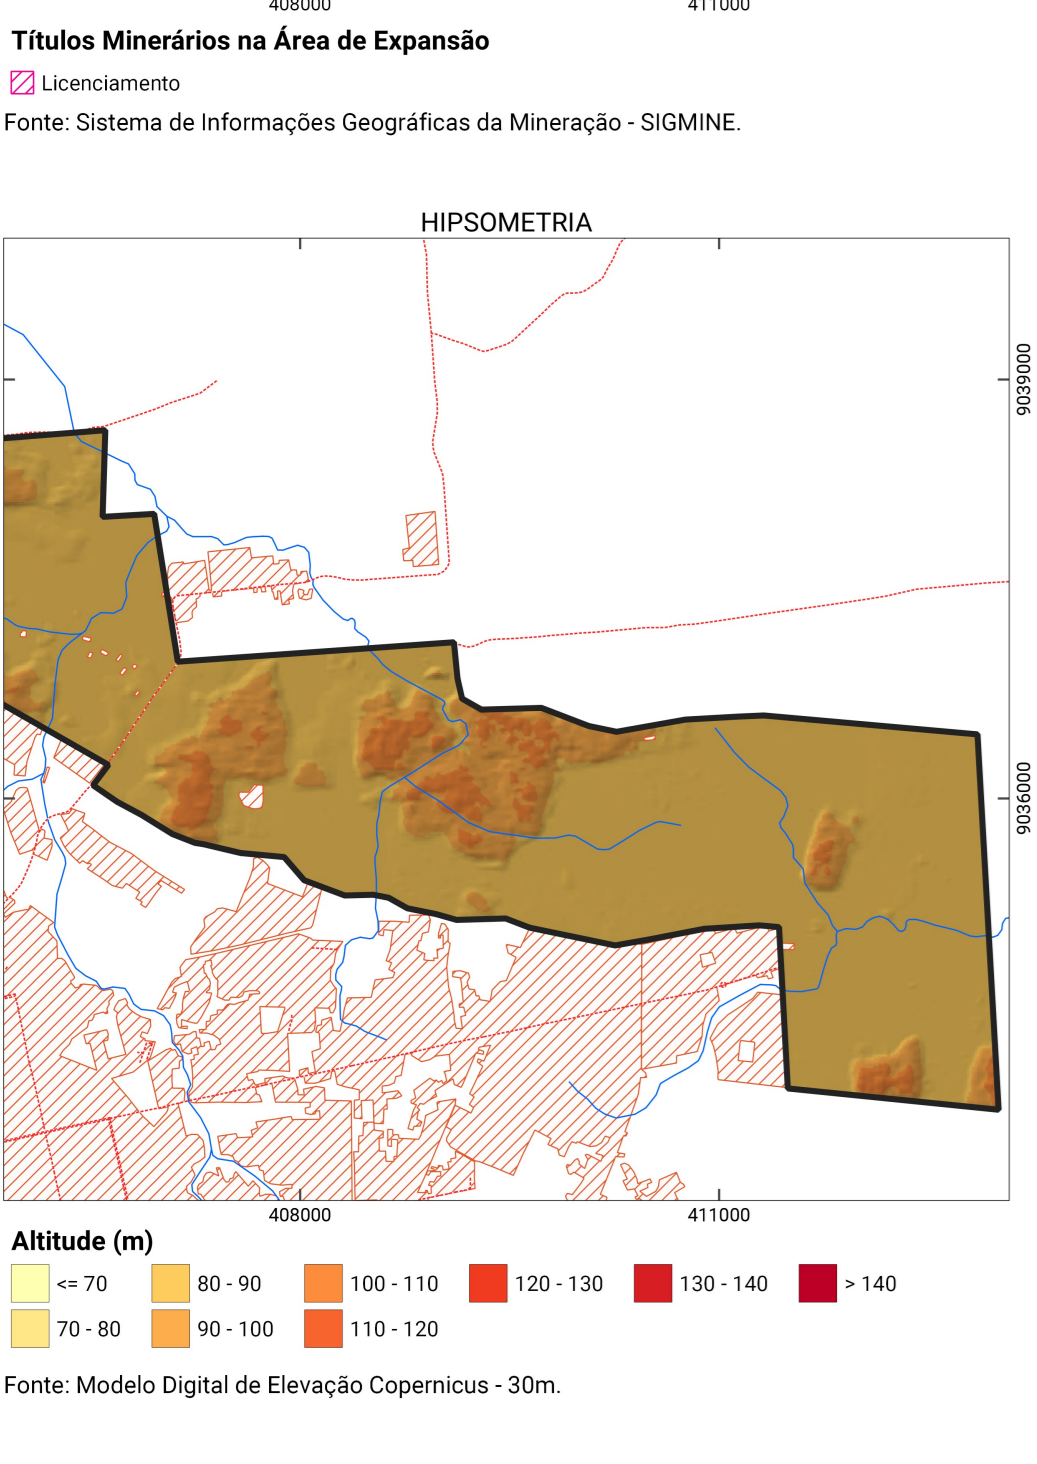 408000 411000
Títulos Minerários na Área de Expansão
Licenciamento
Fonte: Sistema de Informações Geográficas da Mineração - SIGMINE.
HIPSOMETRIA
9039000
9036000
408000 411000
Altitude (m)
<= 70 80 - 90 100 - 110 120 - 130 130 - 140 > 140
70 - 80 90 - 100 110 - 120
Fonte: Modelo Digital de Elevação Copernicus - 30m.